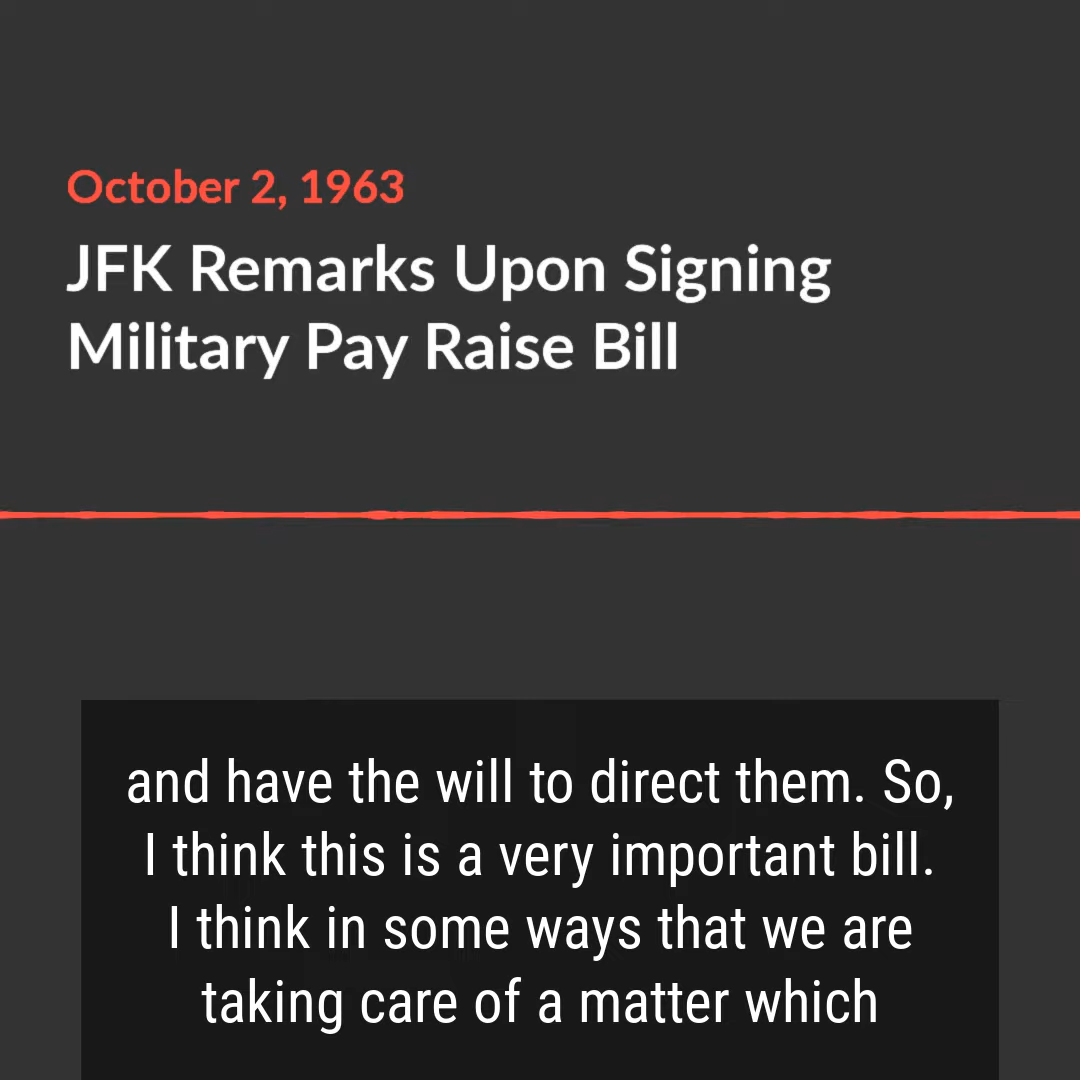 October 2, 1963
JFK Remarks Upon Signing
Military Pay Raise Bill
and have the will to direct them. So,
I think this is a very important bill.
I think in some ways that we are
taking care of a matter which